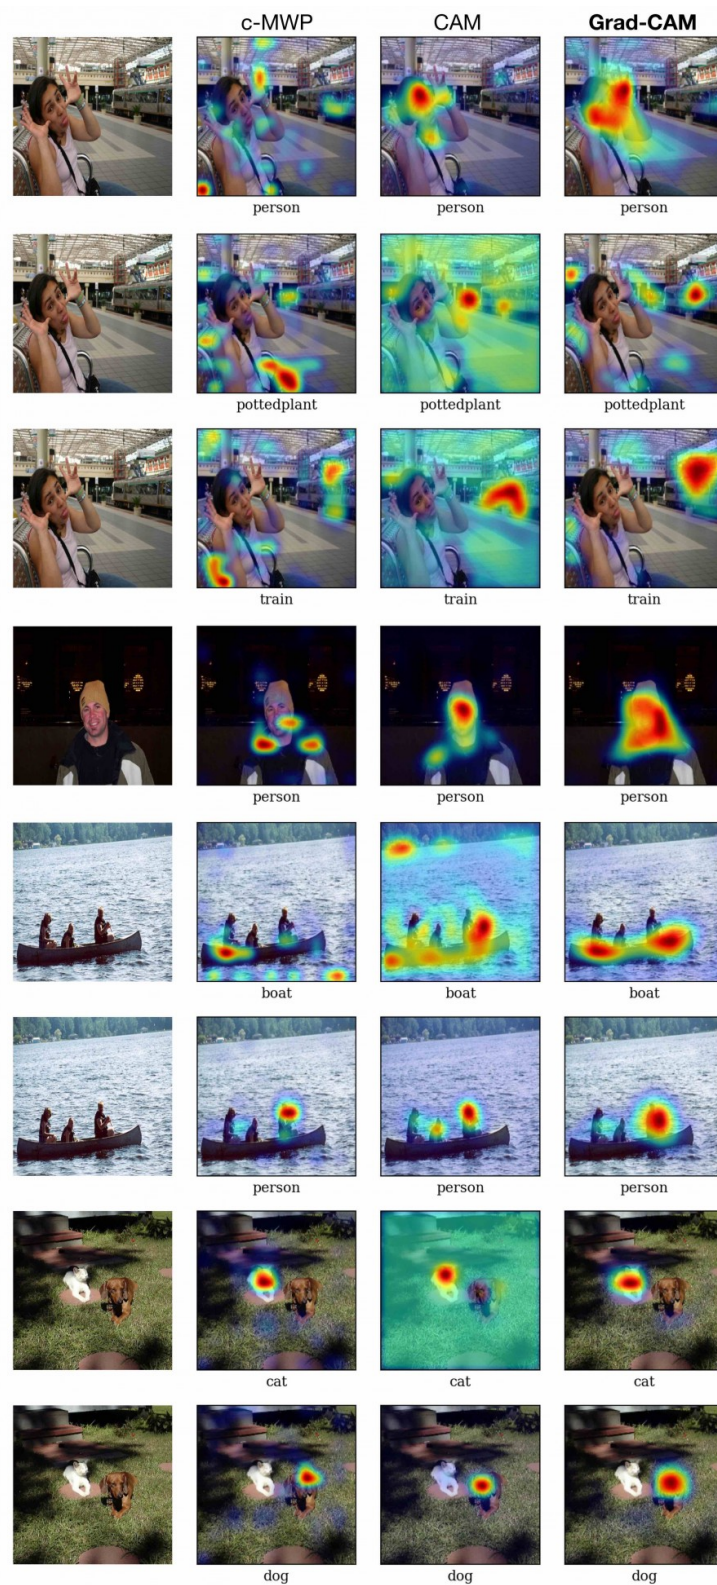 c-MWP CAM Grad-CAM
person person person
pottedplant pottedplant pottedplant
train train train
person person person
boat boat boat
person person person
cat cat cat
dog dog dog